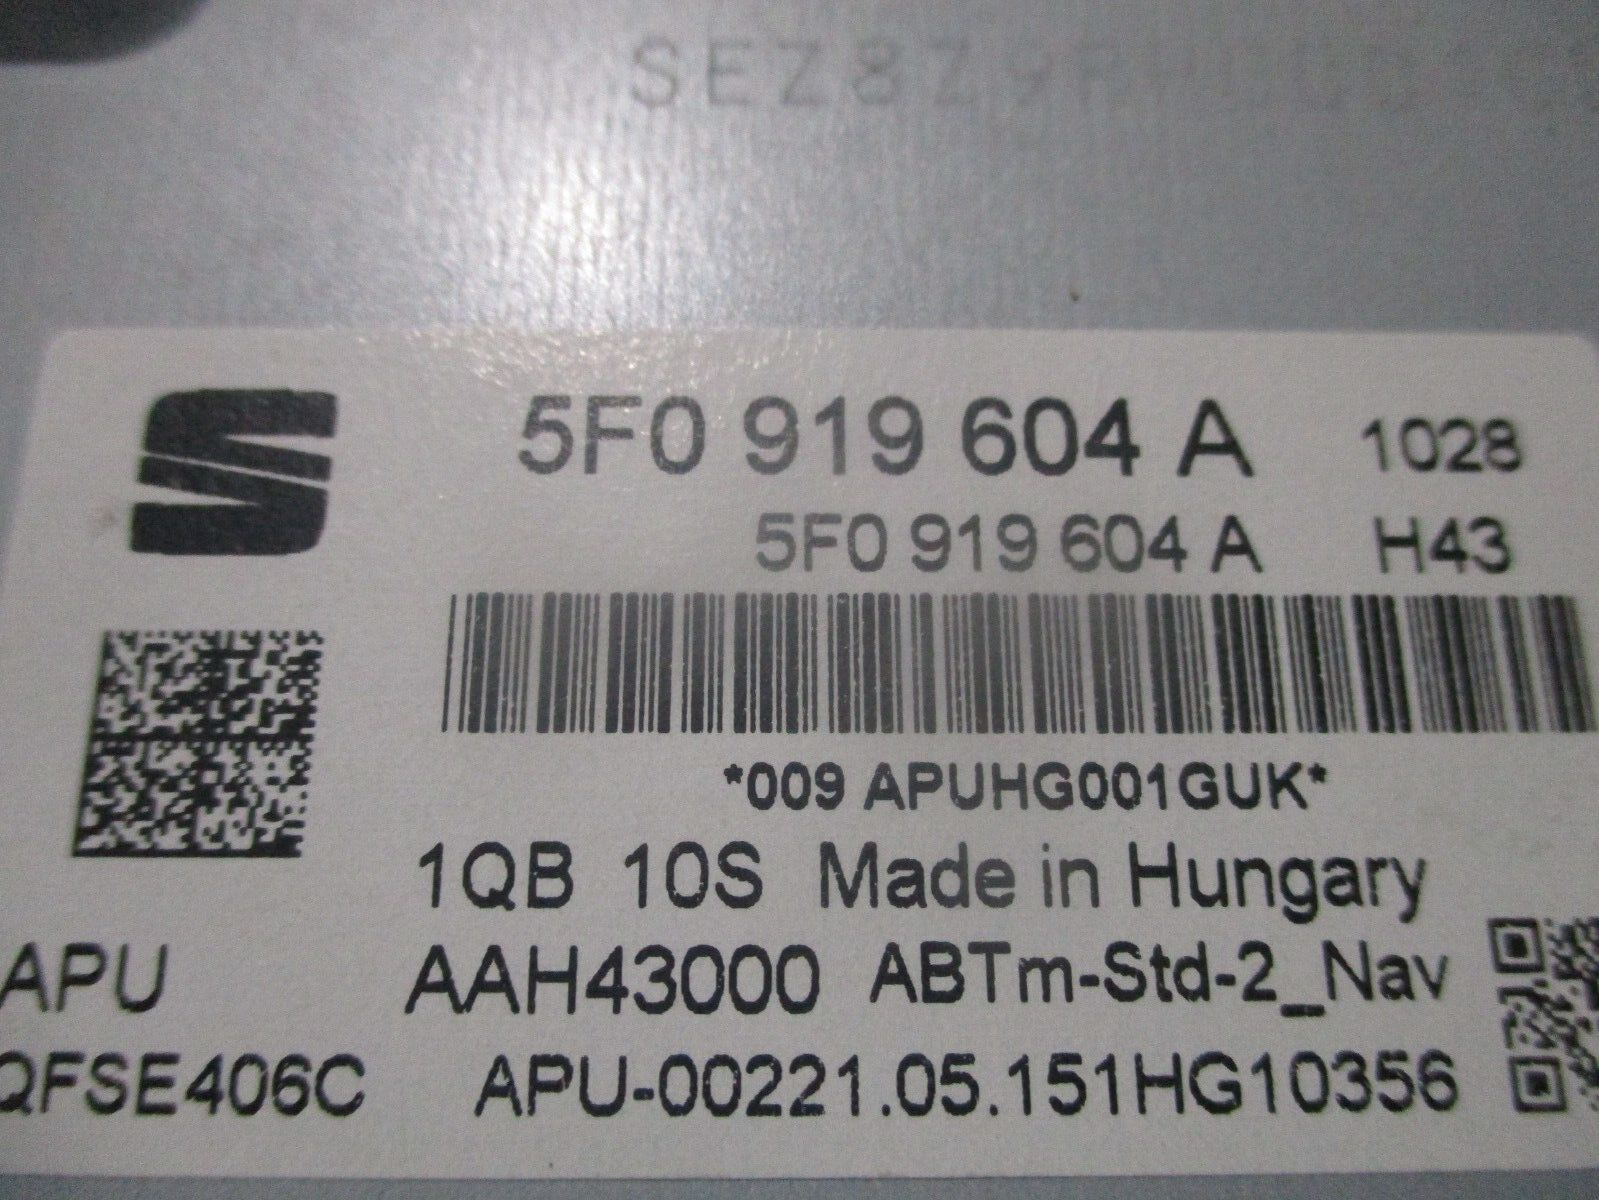 5F0 919 604 A 1028
5F0 919 604 A H43
*009 APUHG001GUK*
1QB 10S Made in Hungary
APU AAH43000 ABTm-Std-2_Nav
QFSE406C APU-00221.05.151HG10356